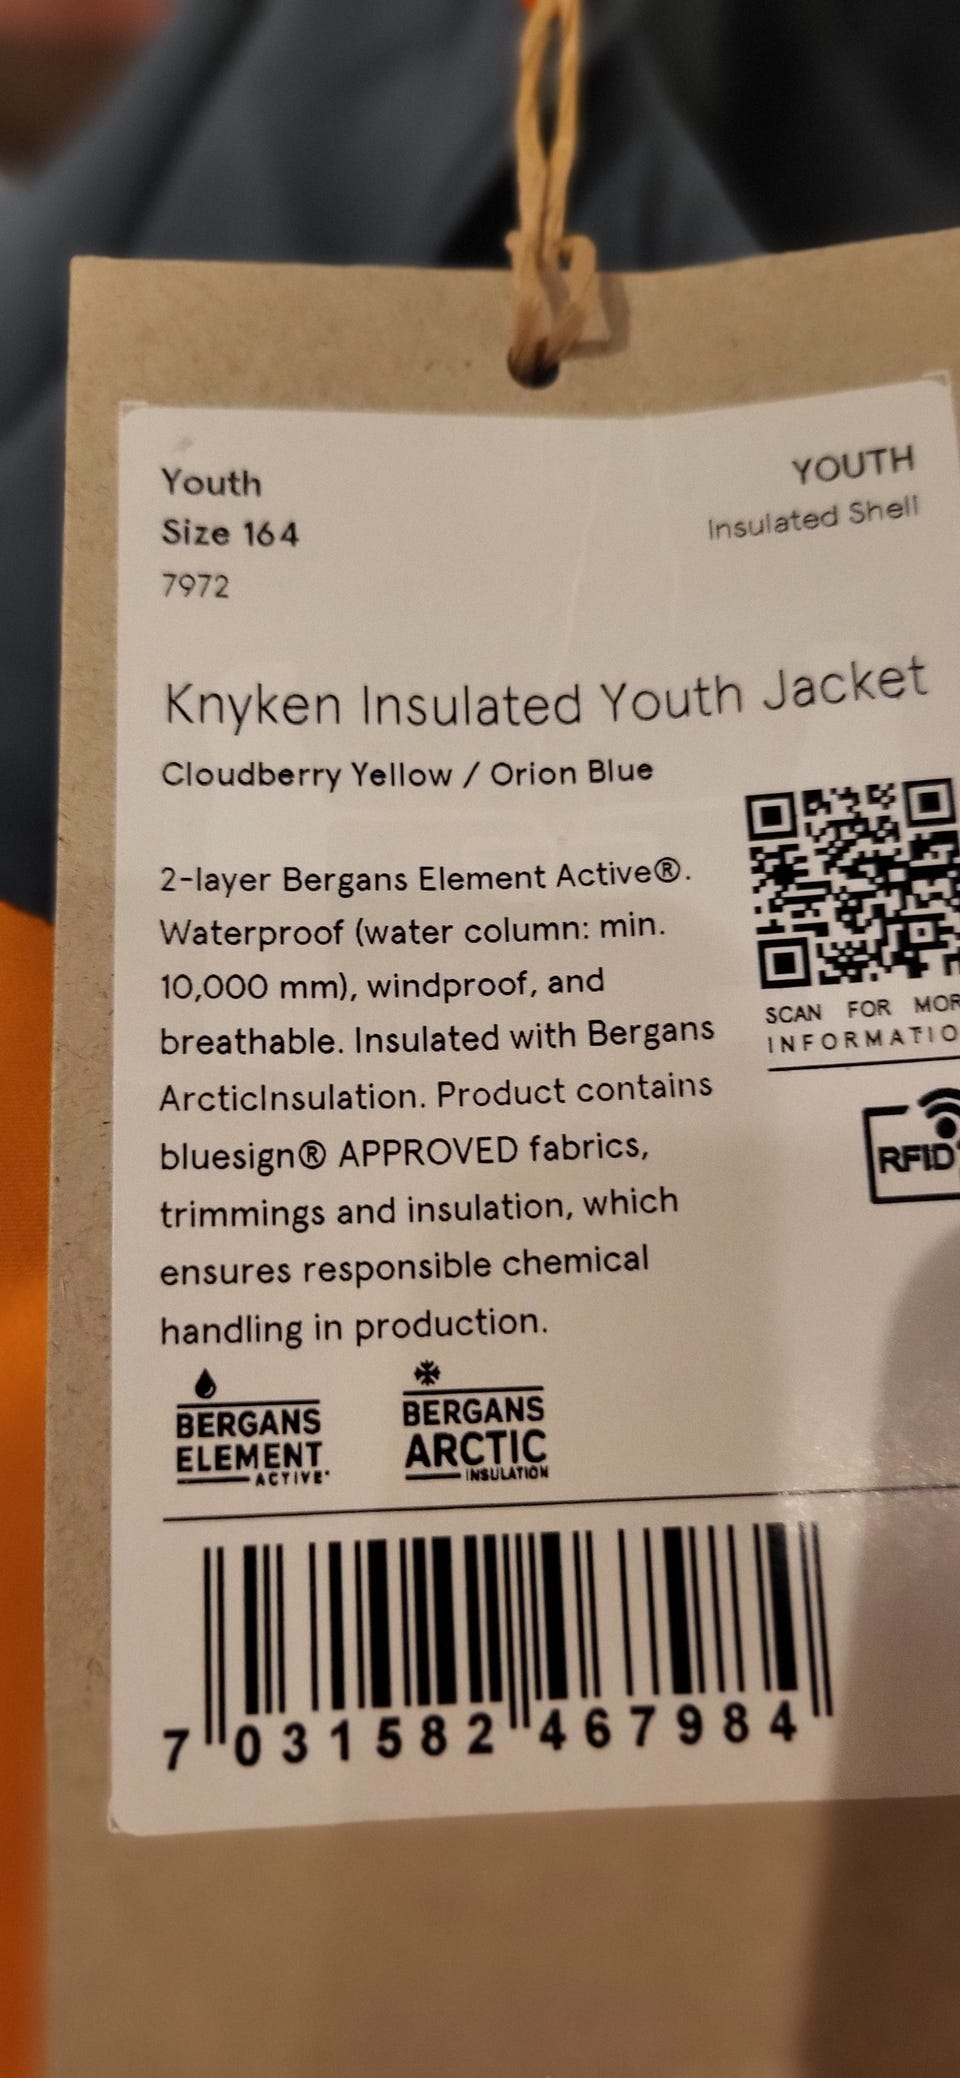 Youth
Size 164
7972
YOUTH
Insulated Shell
Knyken Insulated Youth Jacket
Cloudberry Yellow / Orion Blue
2-layer Bergans Element Active®.
Waterproof (water column: min.
10,000 mm), windproof, and
breathable. Insulated with Bergans
ArcticInsulation. Product contains
bluesign® APPROVED fabrics,
trimmings and insulation, which
ensures responsible chemical
handling in production.
SCAN FOR MOR
INFORMATIO
RFID
BERGANS
ELEMENT
ACTIVE®
BERGANS
ARCTIC
INSULATION
7 031582 467984